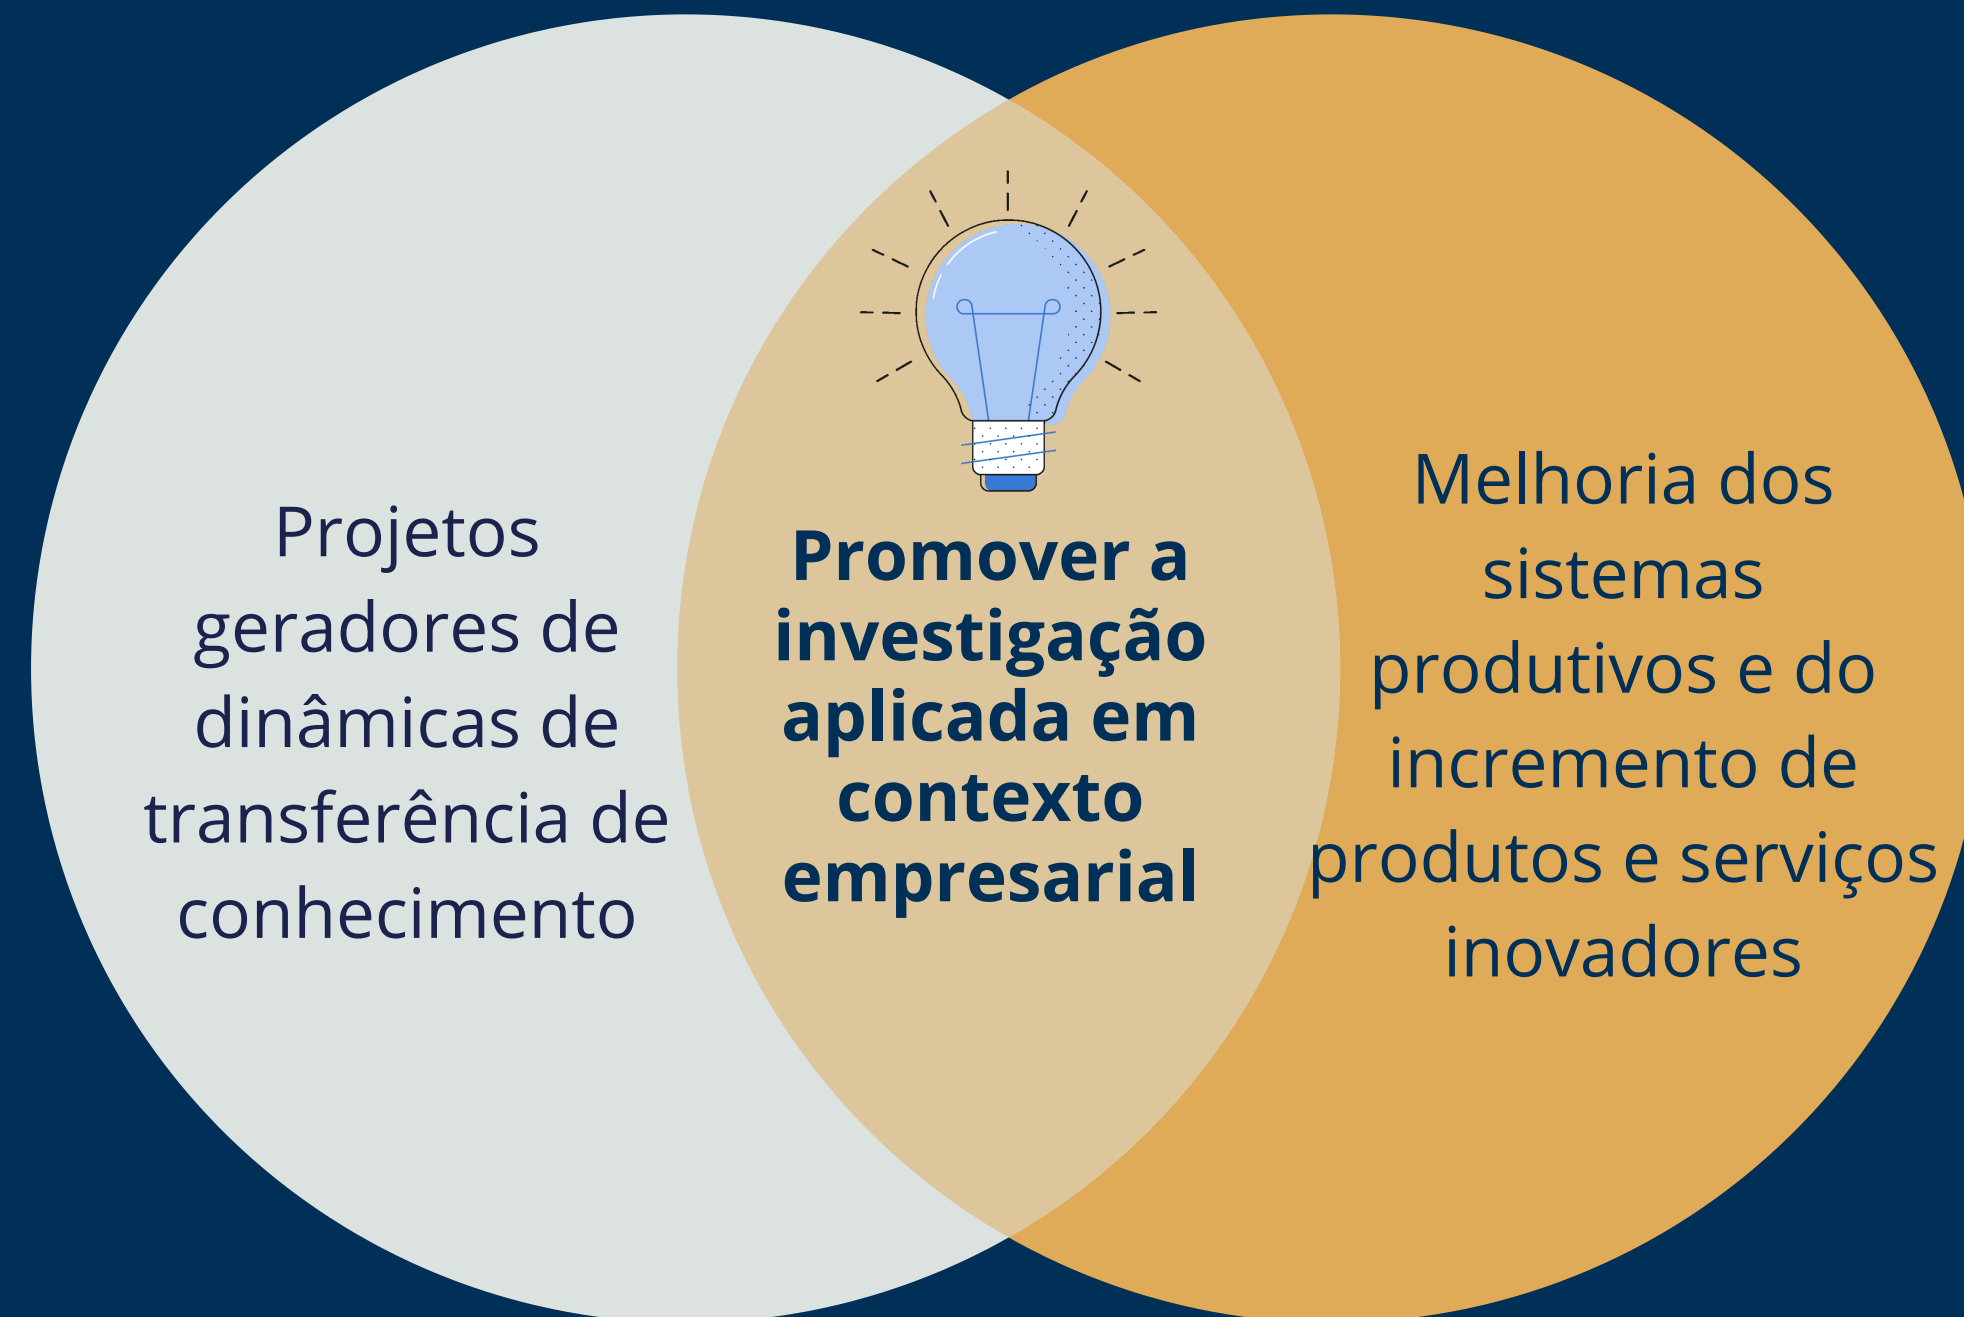 Projetos
geradores de
dinâmicas de
transferência de
conhecimento
Promover a
investigação
aplicada em
contexto
empresarial
Melhoria dos
sistemas
produtivos e do
incremento de
produtos e serviços
inovadores